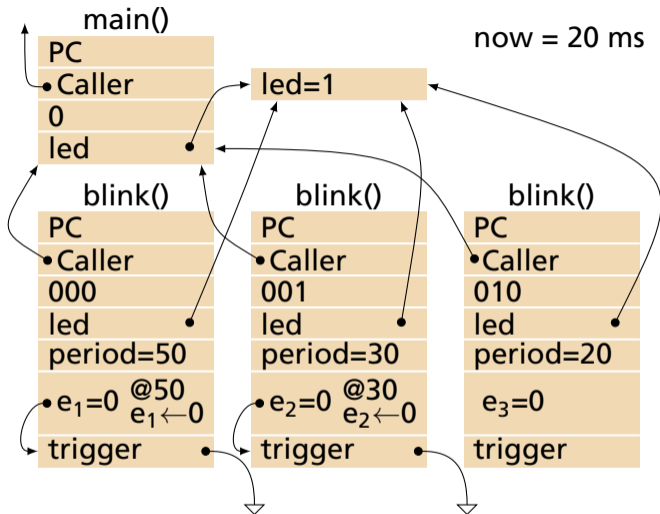 main()
PC
Caller
0
led
led=1
now = 20 ms
blink()
PC
Caller
000
led
period=50
e₁=0 @50
e₁←0
trigger
blink()
PC
Caller
001
led
period=30
e₂=0 @30
e₂←0
trigger
blink()
PC
Caller
010
led
period=20
e₃=0
trigger